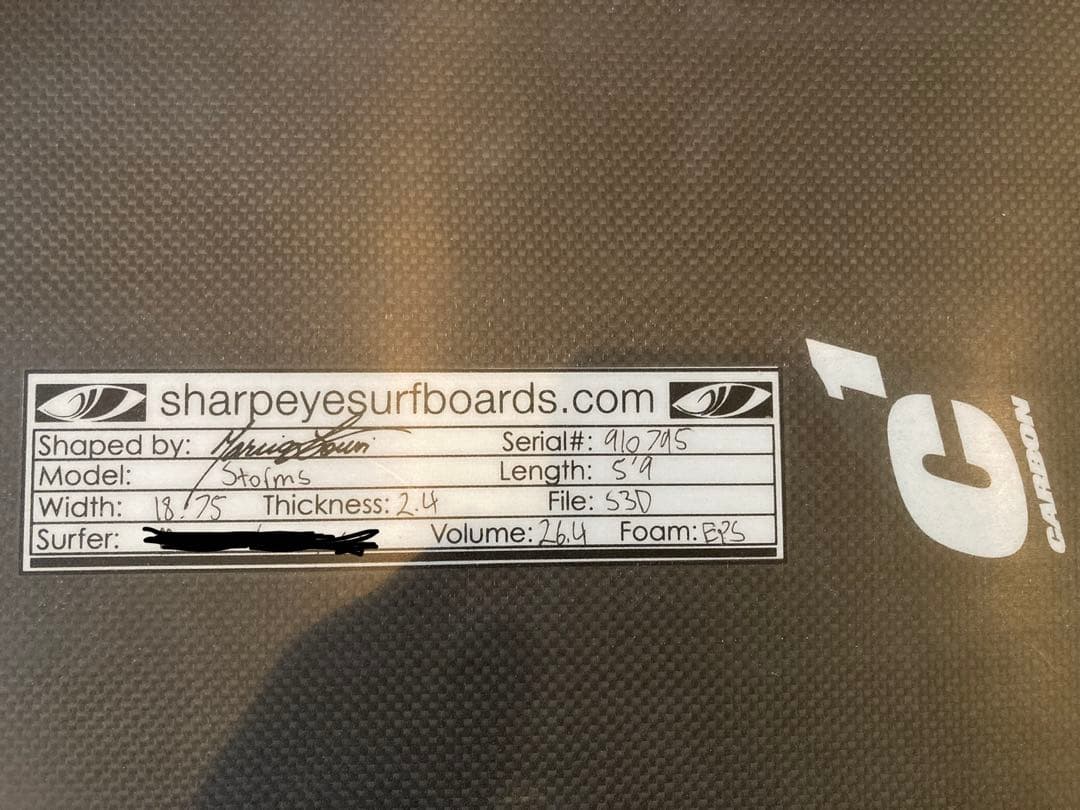 sharpeyesurfboards.com
Shaped by: Serial#: 910795
Model: Storms Length: 5'9
Width: 18.75 Thickness: 2.4 File: S3D
Surfer: Volume: 26.4 Foam: EPS
C1
CARBON